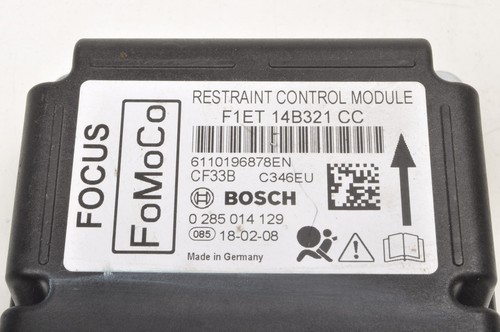 FOCUS
FoMoCo
RESTRAINT CONTROL MODULE
F1ET 14B321 CC
6110196878EN
CF33B C346EU
BOSCH
0 285 014 129
085 18-02-08
Made in Germany